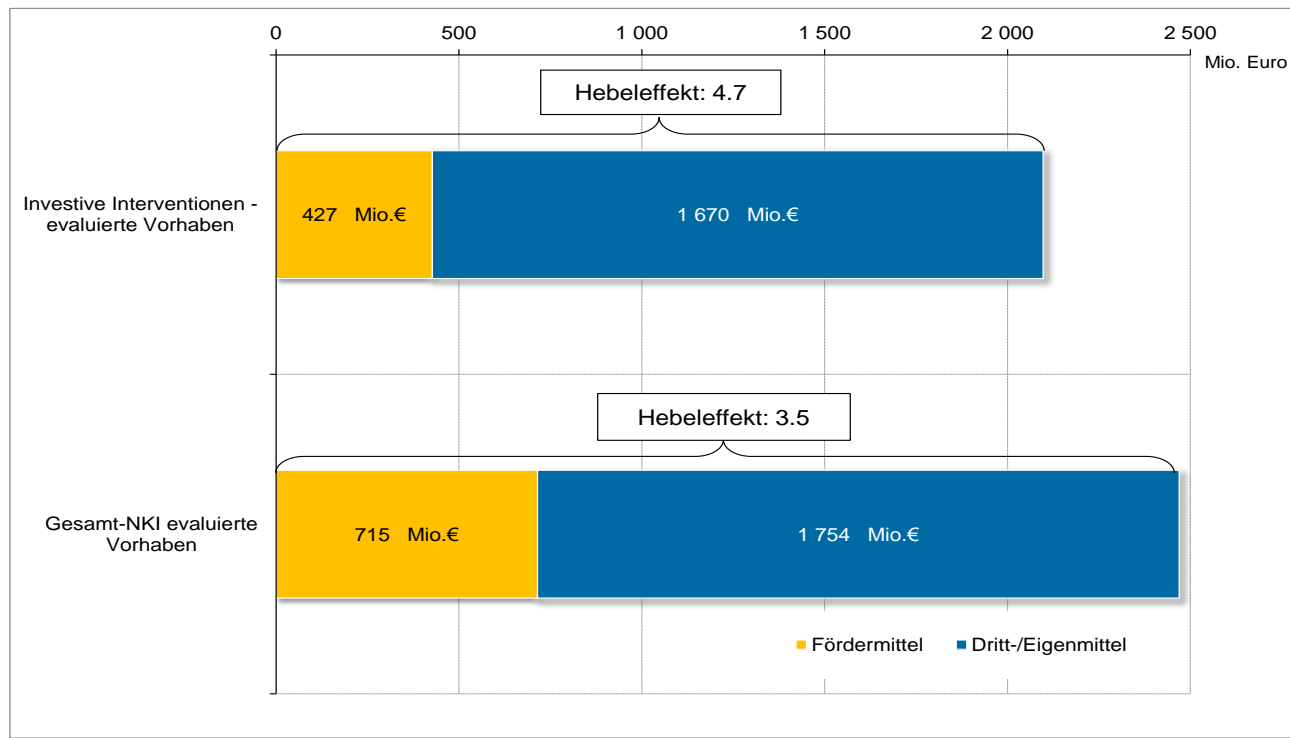 0 500 1 000 1 500 2 000 2 500
Mio. Euro
Hebeleffekt: 4.7
Investive Interventionen -
evaluierte Vorhaben
427 Mio.€ 1 670 Mio.€
Hebeleffekt: 3.5
Gesamt-NKI evaluierte
Vorhaben
715 Mio.€ 1 754 Mio.€
Fördermittel Dritt-/Eigenmittel